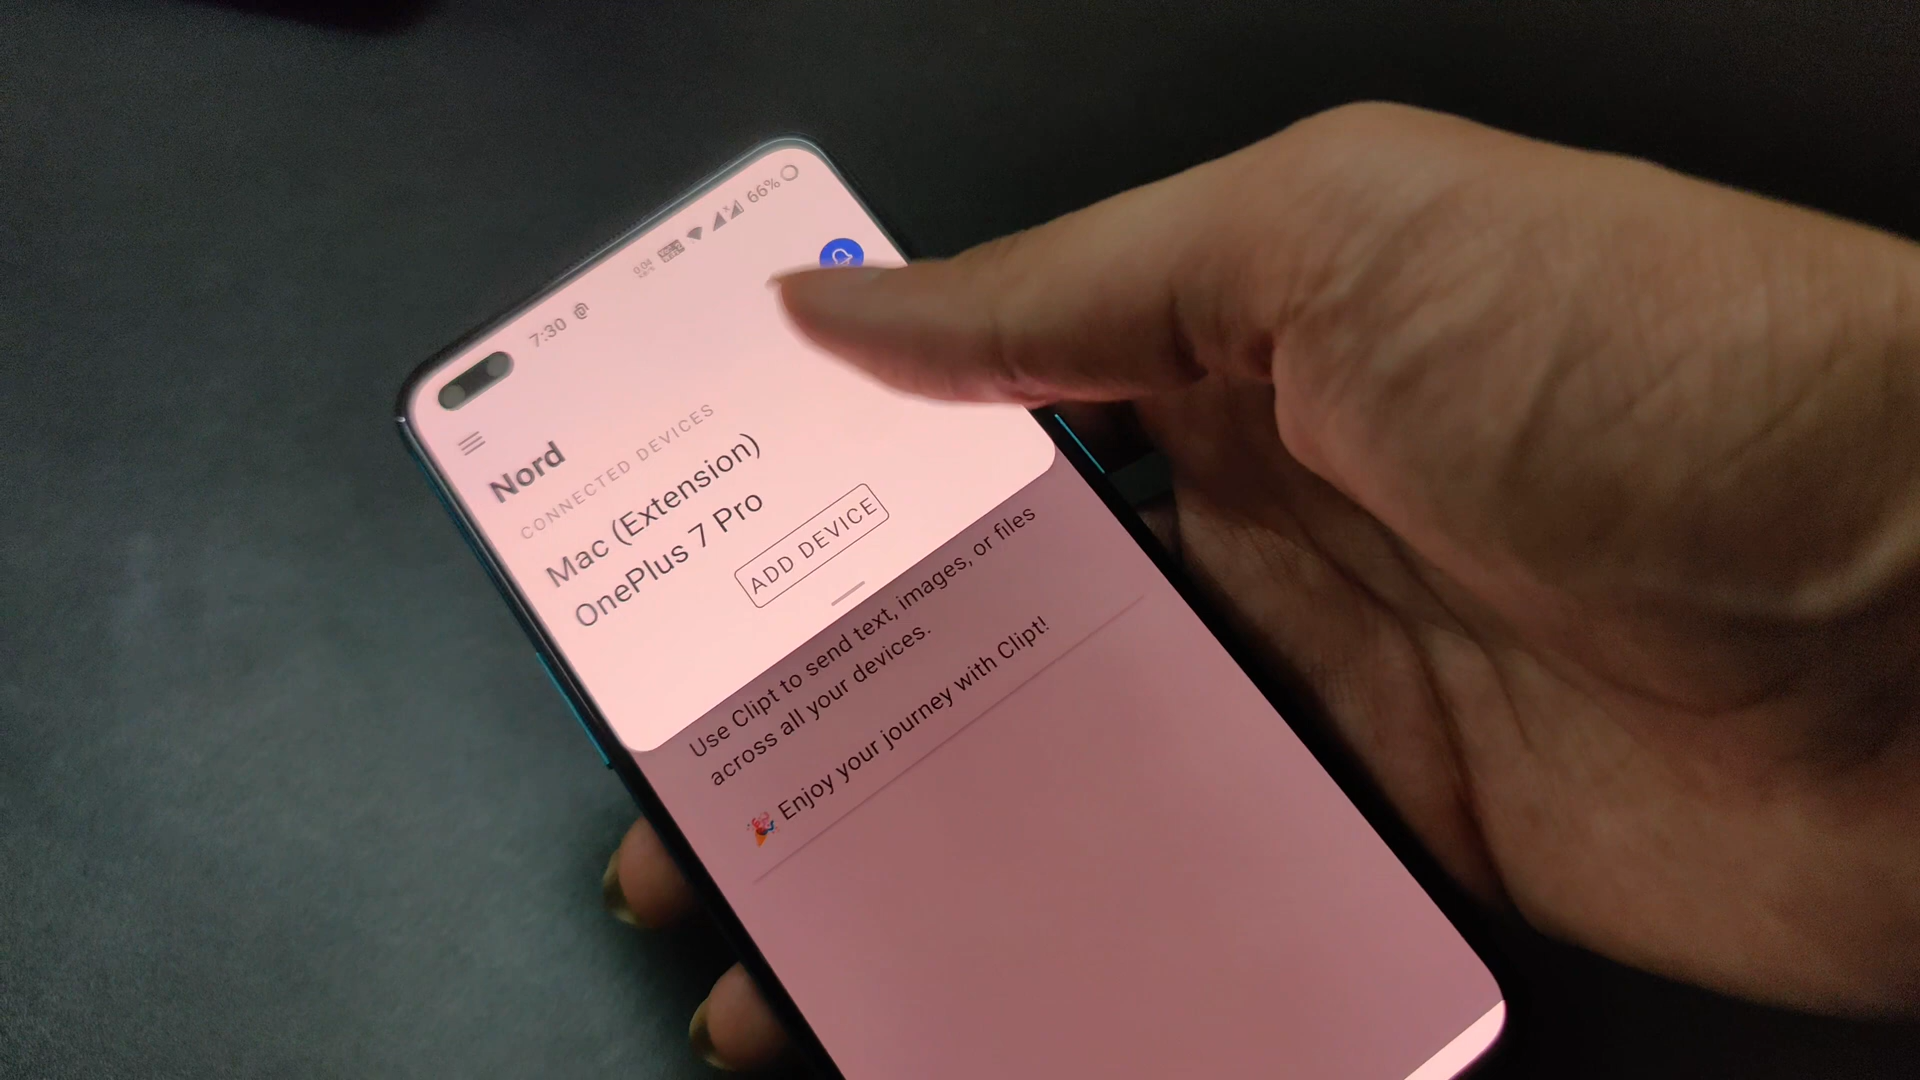 7:30
66%
Nord
CONNECTED DEVICES
Mac (Extension)
OnePlus 7 Pro
ADD DEVICE
Use Clipt to send text, images, or files
across all your devices.
🎉 Enjoy your journey with Clipt!